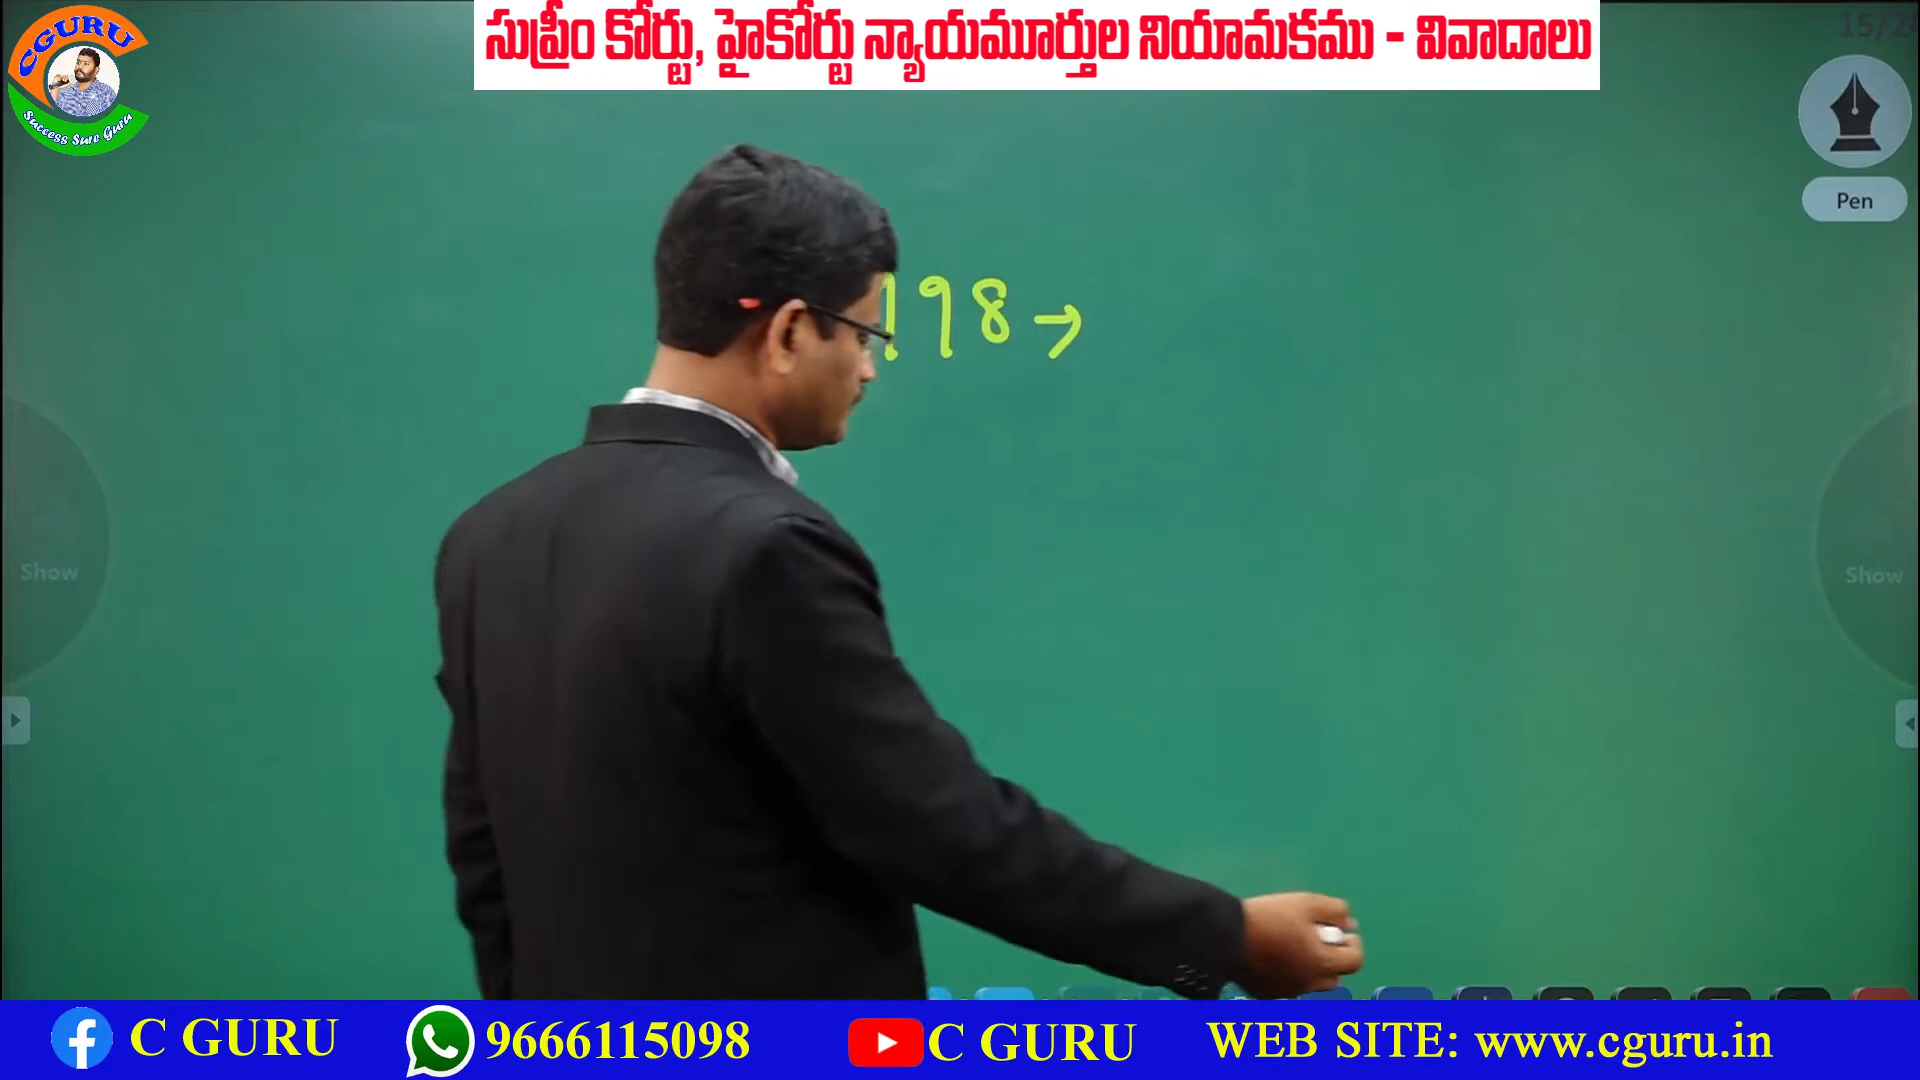 సుప్రీం కోర్టు, హైకోర్టు న్యాయమూర్తుల నియామకము - వివాదాలు
CGURU
Success Sure Guru
Pen
198 →
Show
Show
C GURU
9666115098
C GURU
WEB SITE: www.cguru.in